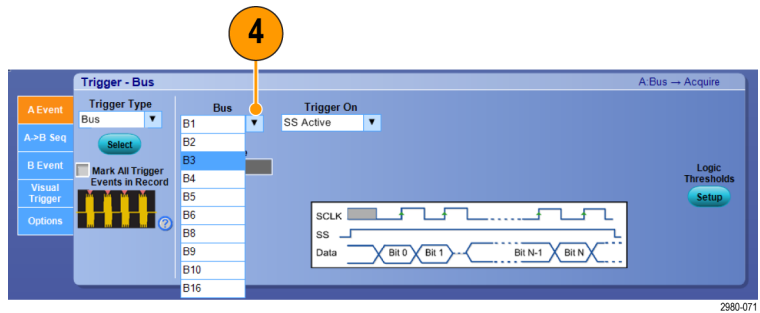 4
Trigger - Bus
A:Bus → Acquire
A Event
A->B Seq
B Event
Visual
Trigger
Options
Trigger Type
Bus
Select
Mark All Trigger
Events in Record
?
Bus
B1
B2
B3
B4
B5
B6
B8
B9
B10
B16
Trigger On
SS Active
SCLK
SS
Data
Bit 0
Bit 1
Bit N-1
Bit N
Logic
Thresholds
Setup
2980-071